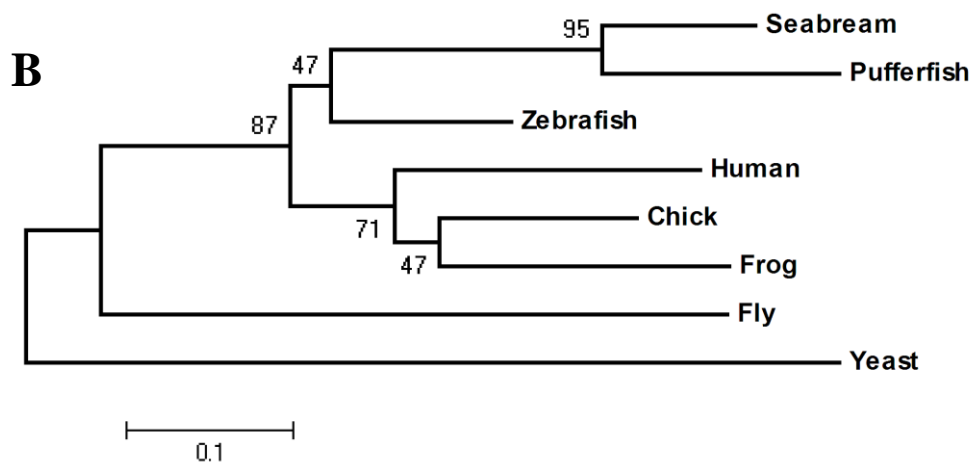 B
95
Seabream
Pufferfish
47
Zebrafish
87
Human
71
Chick
47
Frog
Fly
Yeast
0.1